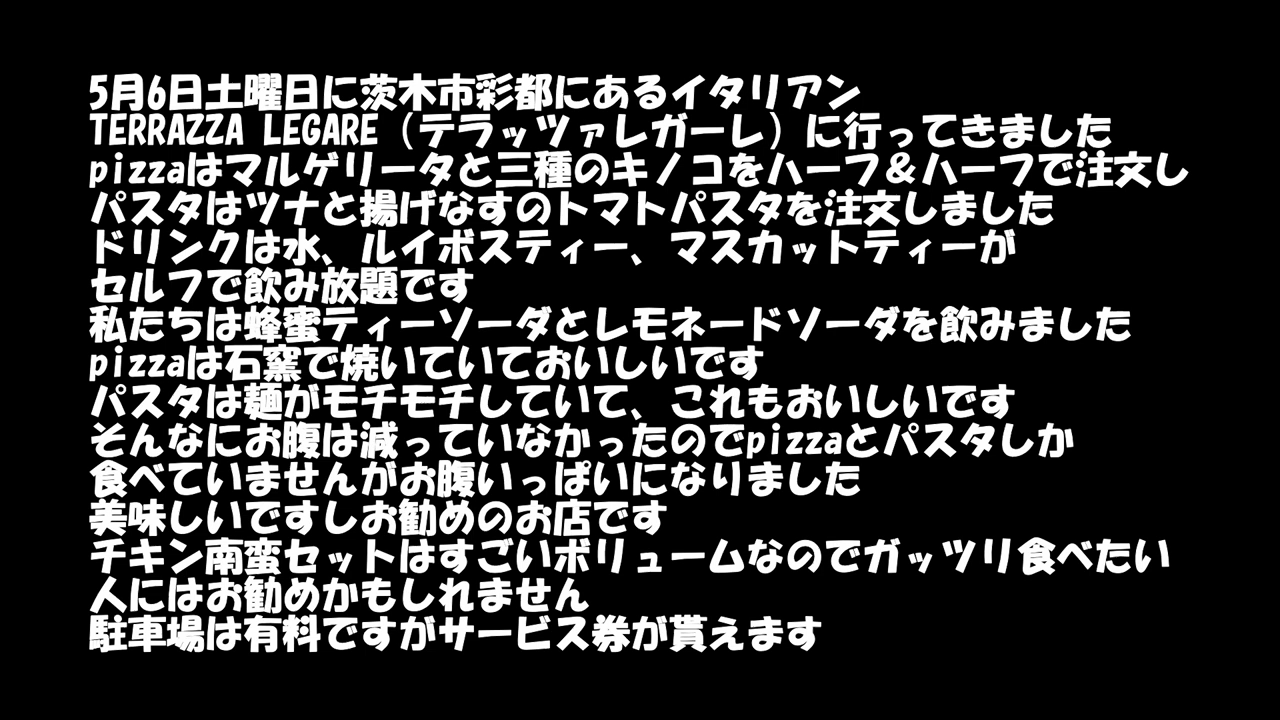 5月6日土曜日に茨木市彩都にあるイタリアン
TERRAZZA LEGARE（テラッツァレガーレ）に行ってきました
pizzaはマルゲリータと三種のキノコをハーフ&ハーフで注文し
パスタはツナと揚げなすのトマトパスタを注文しました
ドリンクは水、ルイボスティー、マスカットティーが
セルフで飲み放題です
私たちは蜂蜜ティーソーダとレモネードソーダを飲みました
pizzaは石窯で焼いていておいしいです
パスタは麺がモチモチしていて、これもおいしいです
そんなにお腹は減っていなかったのでpizzaとパスタしか
食べていませんがお腹いっぱいになりました
美味しいですしお勧めのお店です
チキン南蛮セットはすごいボリュームなのでガッツリ食べたい
人にはお勧めかもしれません
駐車場は有料ですがサービス券が貰えます